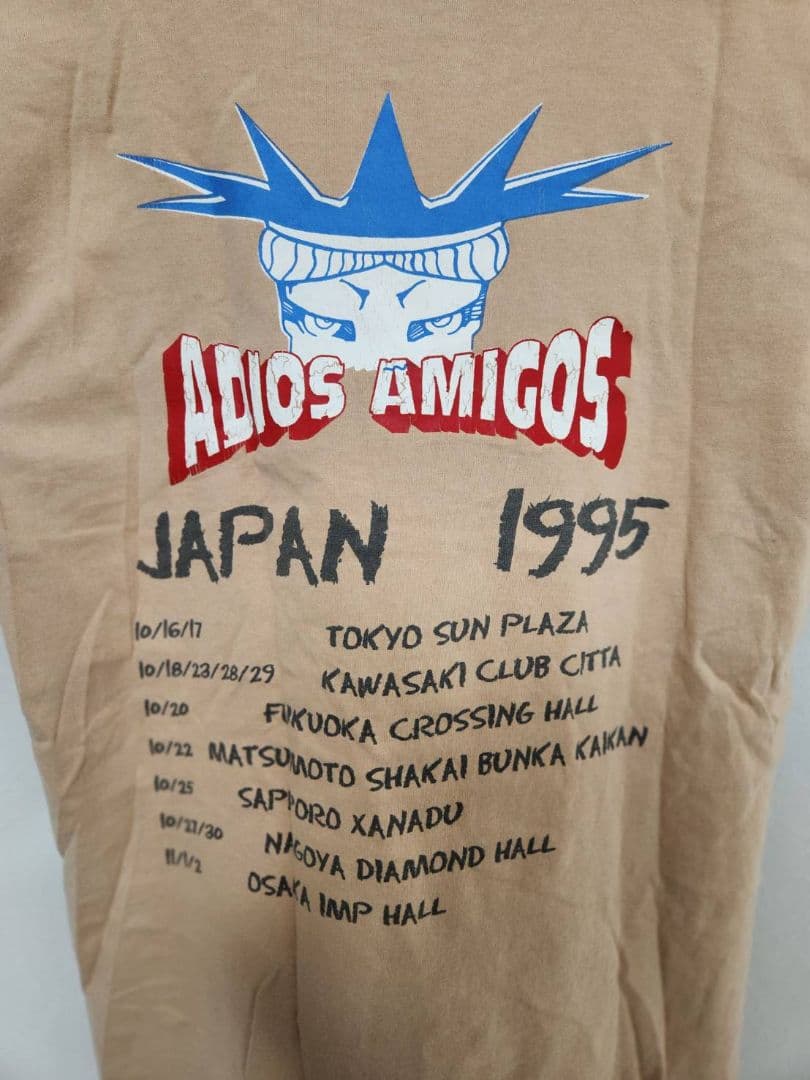 ADIOS AMIGOS
JAPAN 1995
10/16/17 TOKYO SUN PLAZA
10/18/23/28/29 KAWASAKI CLUB CITTA
10/20 FUKUOKA CROSSING HALL
10/22 MATSUMOTO SHAKAI BUNKA KAIKAN
10/25 SAPPORO XANADU
10/27/30 NAGOYA DIAMOND HALL
11/1/2 OSAKA IMP HALL